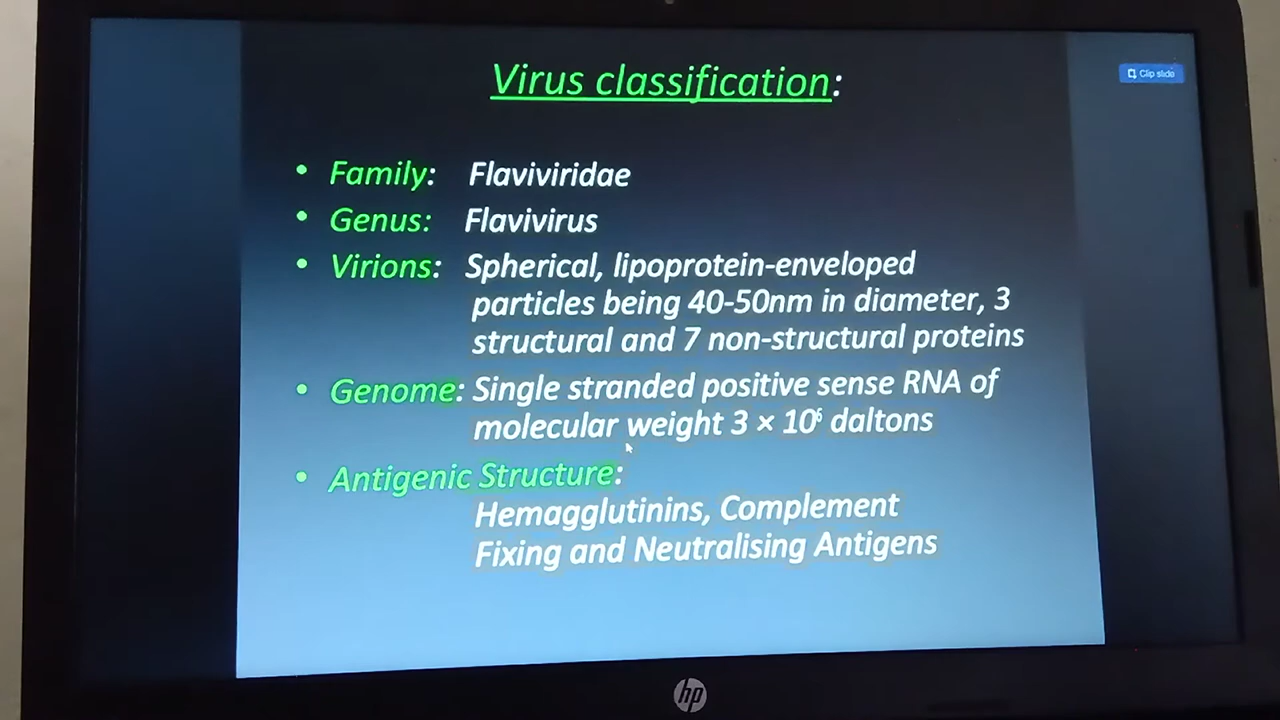 Virus classification:
Clip slide
• Family: Flaviviridae
• Genus: Flavivirus
• Virions: Spherical, lipoprotein-enveloped
particles being 40-50nm in diameter, 3
structural and 7 non-structural proteins
• Genome: Single stranded positive sense RNA of
molecular weight 3 × 10⁶ daltons
• Antigenic Structure:
Hemagglutinins, Complement
Fixing and Neutralising Antigens
hp